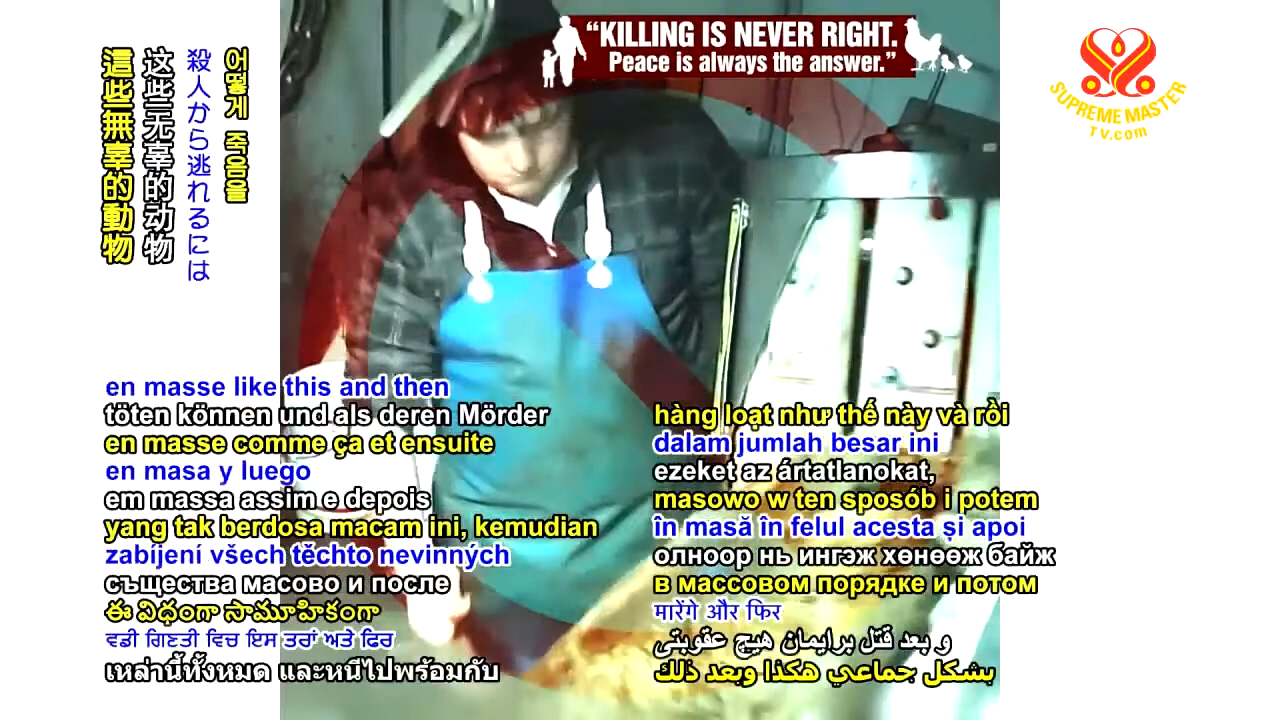 “KILLING IS NEVER RIGHT.
Peace is always the answer.”
SUPREME MASTER
TV.com
어떻게 죽음을
殺人から逃れるには
这些无辜的动物
這些無辜的動物
en masse like this and then
töten können und als deren Mörder
en masse comme ça et ensuite
en masa y luego
em massa assim e depois
yang tak berdosa macam ini, kemudian
zabíjení všech těchto nevinných
същества масово и после
ఈ విధంగా సామూహికంగా
ਵਡੀ ਗਿਣਤੀ ਵਿਚ ਇਸ ਤਰਾਂ ਅਤੇ ਫਿਰ
เหล่านี้ทั้งหมด และหนีไปพร้อมกับ
hàng loạt như thế này và rồi
dalam jumlah besar ini
ezeket az ártatlanokat,
masowo w ten sposób i potem
în masă în felul acesta și apoi
олноор нь ингэж хөнөөж байж
в массовом порядке и потом
मारेंगे और फिर
و بعد قتل برایمان هیچ عقوبتی
بشكل جماعي هكذا وبعد ذلك